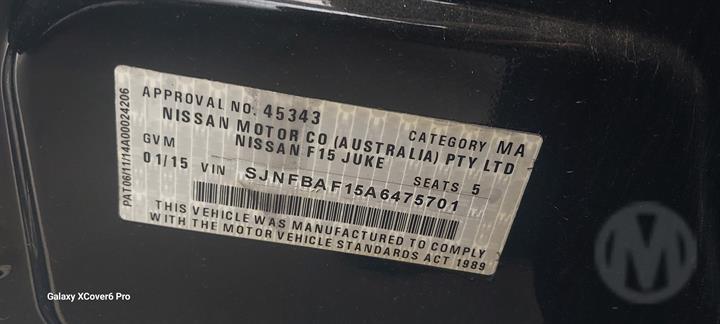 PAT06/11/14A00024206
APPROVAL NO. 45343 CATEGORY MA
NISSAN MOTOR CO (AUSTRALIA) PTY LTD
GVM NISSAN F15 JUKE
01/15 VIN SEATS 5
SJNFBAF15A6475701
THIS VEHICLE WAS MANUFACTURED TO COMPLY
WITH THE MOTOR VEHICLE STANDARDS ACT 1989
Galaxy XCover6 Pro
M